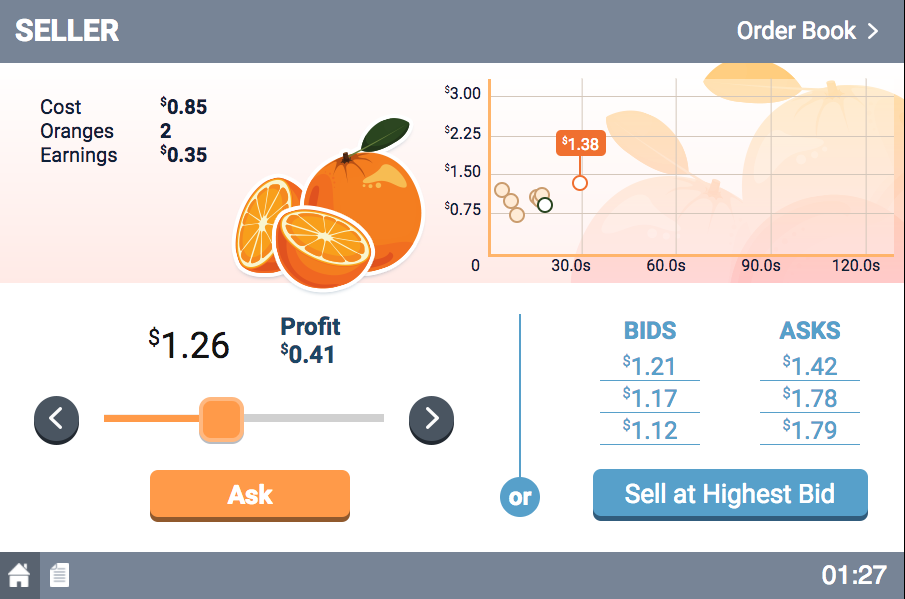 SELLER
Order Book >
Cost $0.85
Oranges 2
Earnings $0.35
$3.00
$2.25
$1.50
$0.75
$1.38
0 30.0s 60.0s 90.0s 120.0s
$1.26
Profit
$0.41
Ask
or
BIDS ASKS
$1.21 $1.42
$1.17 $1.78
$1.12 $1.79
Sell at Highest Bid
01:27